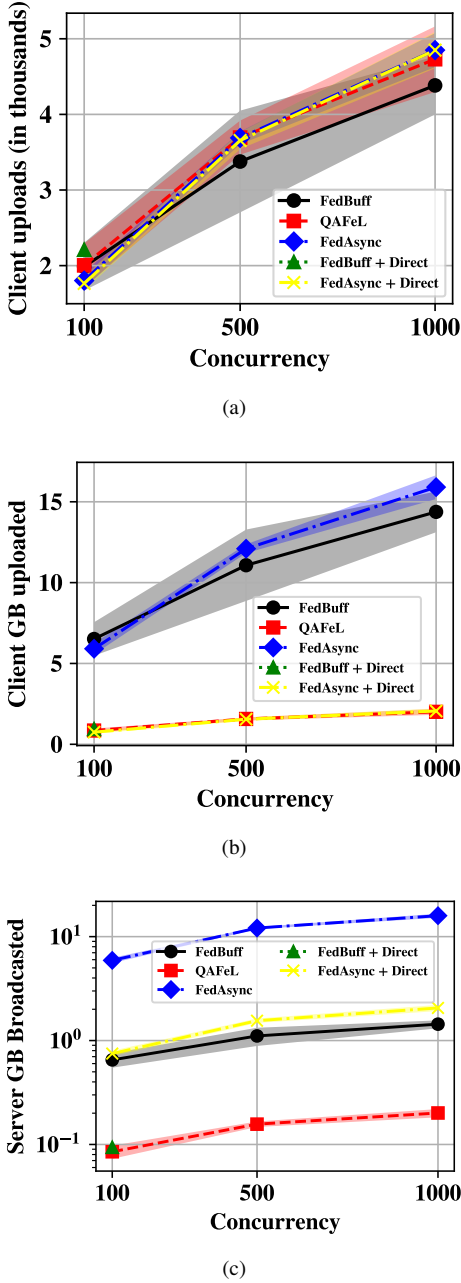 5
4
3
2
Client uploads (in thousands)
FedBuff
QAFeL
FedAsync
FedBuff + Direct
FedAsync + Direct
100
500
1000
Concurrency
(a)
15
10
5
0
Client GB uploaded
FedBuff
QAFeL
FedAsync
FedBuff + Direct
FedAsync + Direct
100
500
1000
Concurrency
(b)
10^1
10^0
10^−1
Server GB Broadcasted
FedBuff
QAFeL
FedAsync
FedBuff + Direct
FedAsync + Direct
100
500
1000
Concurrency
(c)